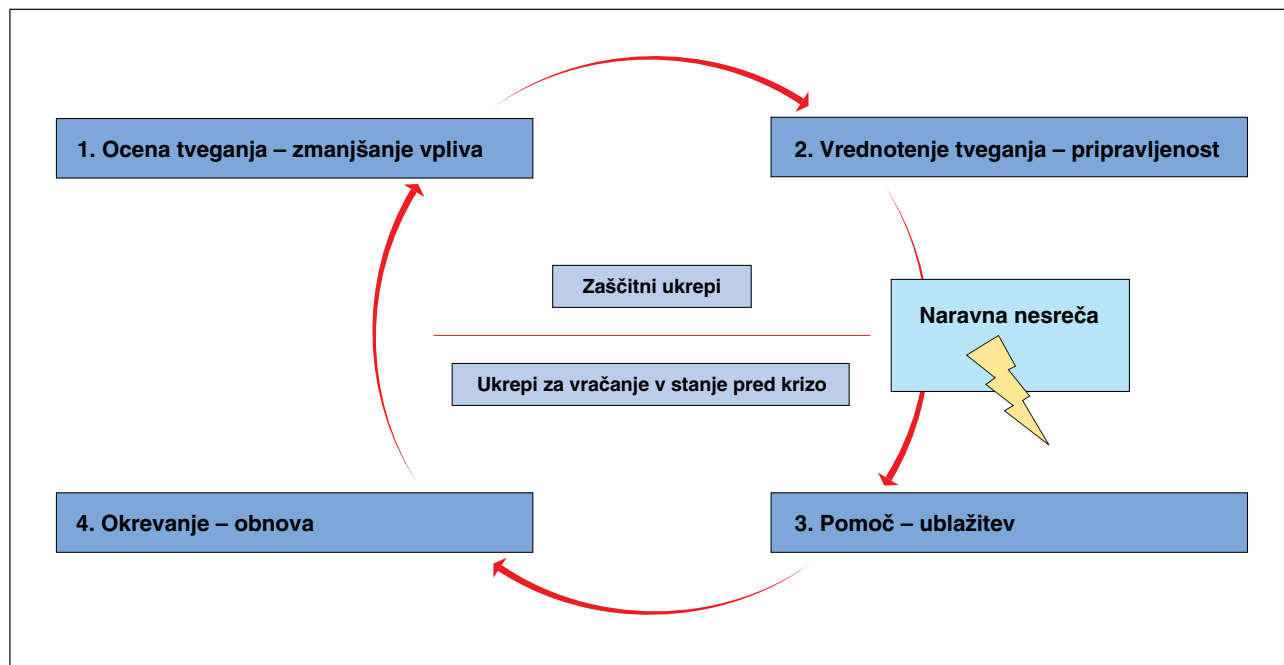 1. Ocena tveganja – zmanjšanje vpliva
2. Vrednotenje tveganja – pripravljenost
Zaščitni ukrepi
Naravna nesreča
Ukrepi za vračanje v stanje pred krizo
4. Okrevanje – obnova
3. Pomoč – ublažitev